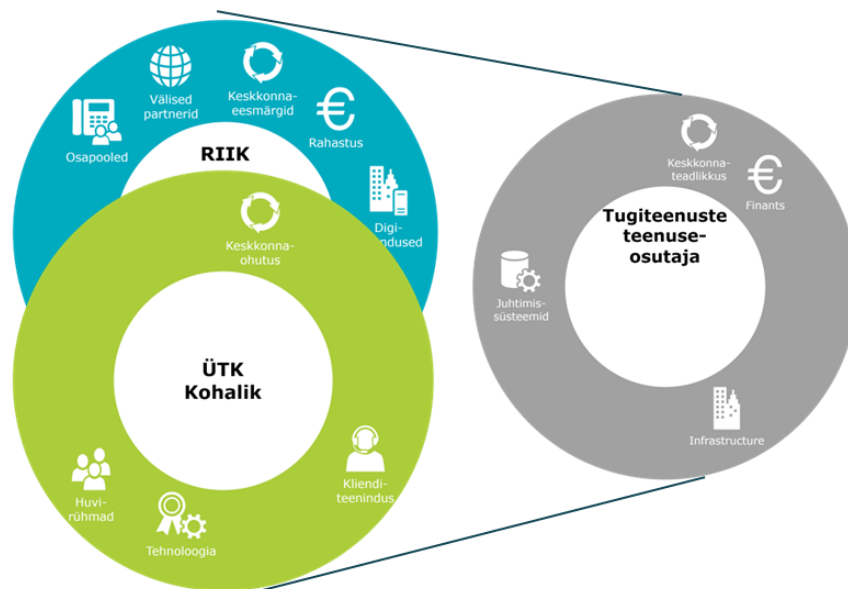 Välised
partnerid
Keskkonna-
eesmärgid
Osapooled
Rahastus
RIIK
Digi-
Keskkonna-
ohutus
ÜTK
Kohalik
Kliendi-
teenindus
Huvi-
rühmad
Tehnoloogia
Keskkonna-
teadlikkus
Finants
Tugiteenuste
teenuse-
osutaja
Juhtimis-
süsteemid
Infrastructure